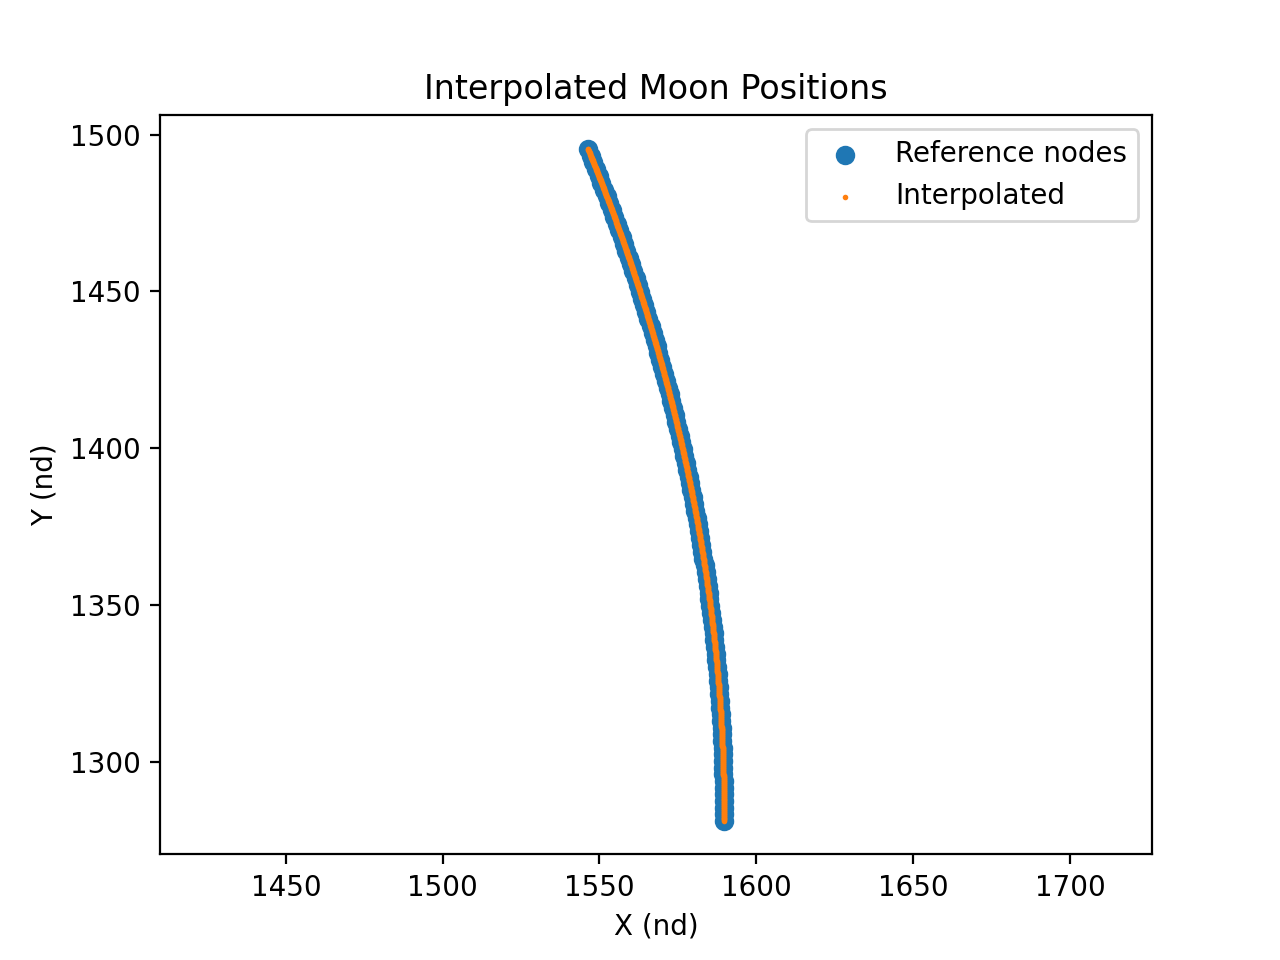 Interpolated Moon Positions
Reference nodes
Interpolated
Y (nd)
1500
1450
1400
1350
1300
1450 1500 1550 1600 1650 1700
X (nd)